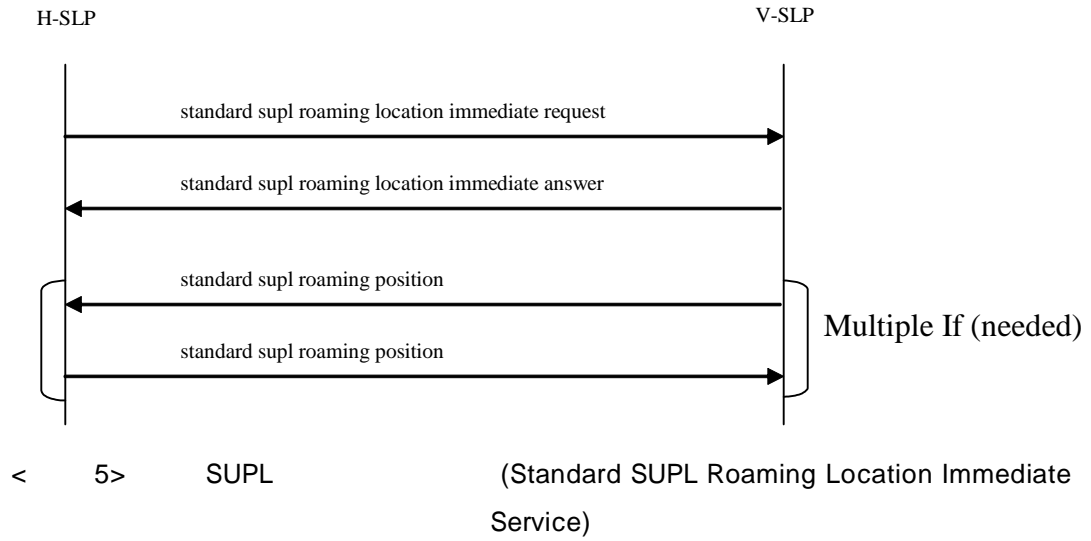 H-SLP
V-SLP
standard supl roaming location immediate request
standard supl roaming location immediate answer
standard supl roaming position
Multiple If (needed)
standard supl roaming position
< 5> SUPL (Standard SUPL Roaming Location Immediate
Service)